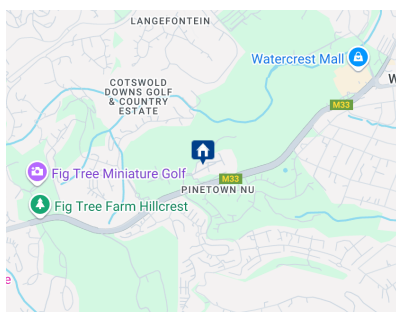 LANGEFONTEIN
Watercrest Mall
W
COTSWOLD
DOWNS GOLF
& COUNTRY
ESTATE
M33
Fig Tree Miniature Golf
M33
PINETOWN NU
Fig Tree Farm Hillcrest
e